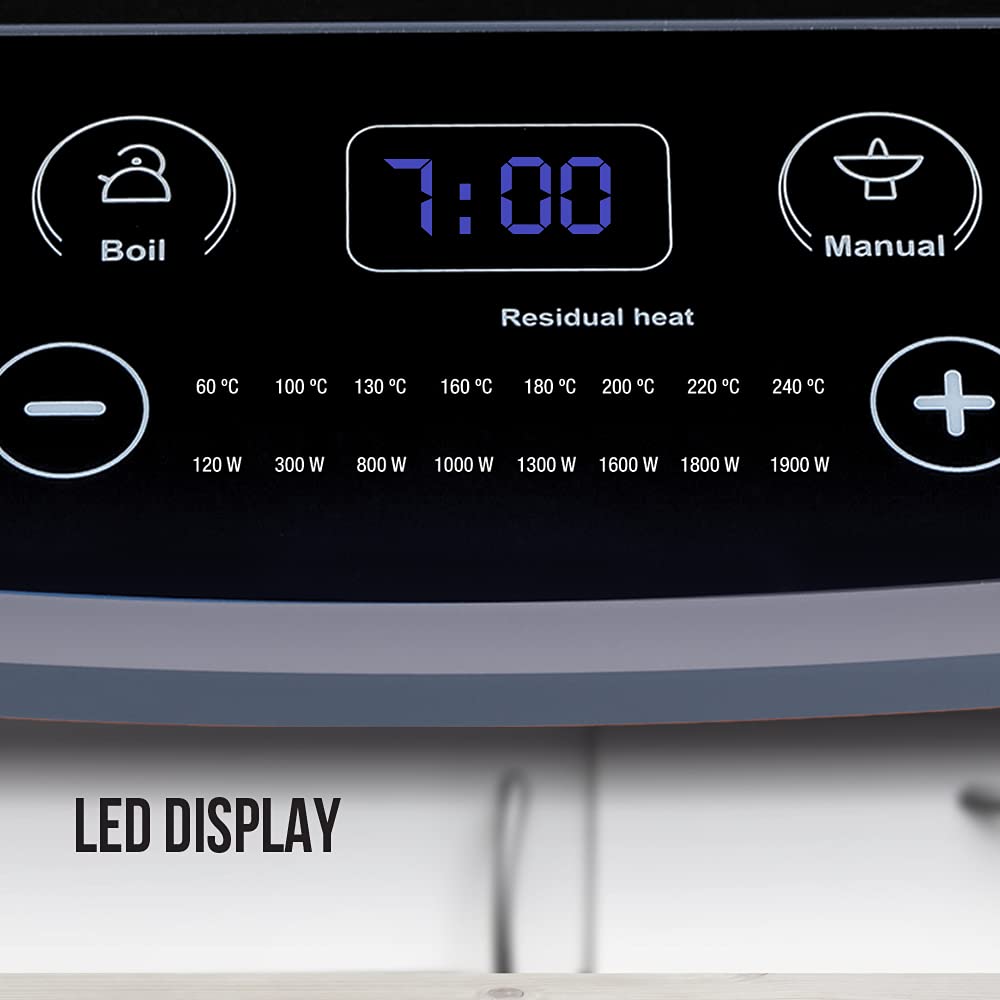 7:00
Boil
Manual
Residual heat
60 ºC 100 ºC 130 ºC 160 ºC 180 ºC 200 ºC 220 ºC 240 ºC
120 W 300 W 800 W 1000 W 1300 W 1600 W 1800 W 1900 W
LED DISPLAY